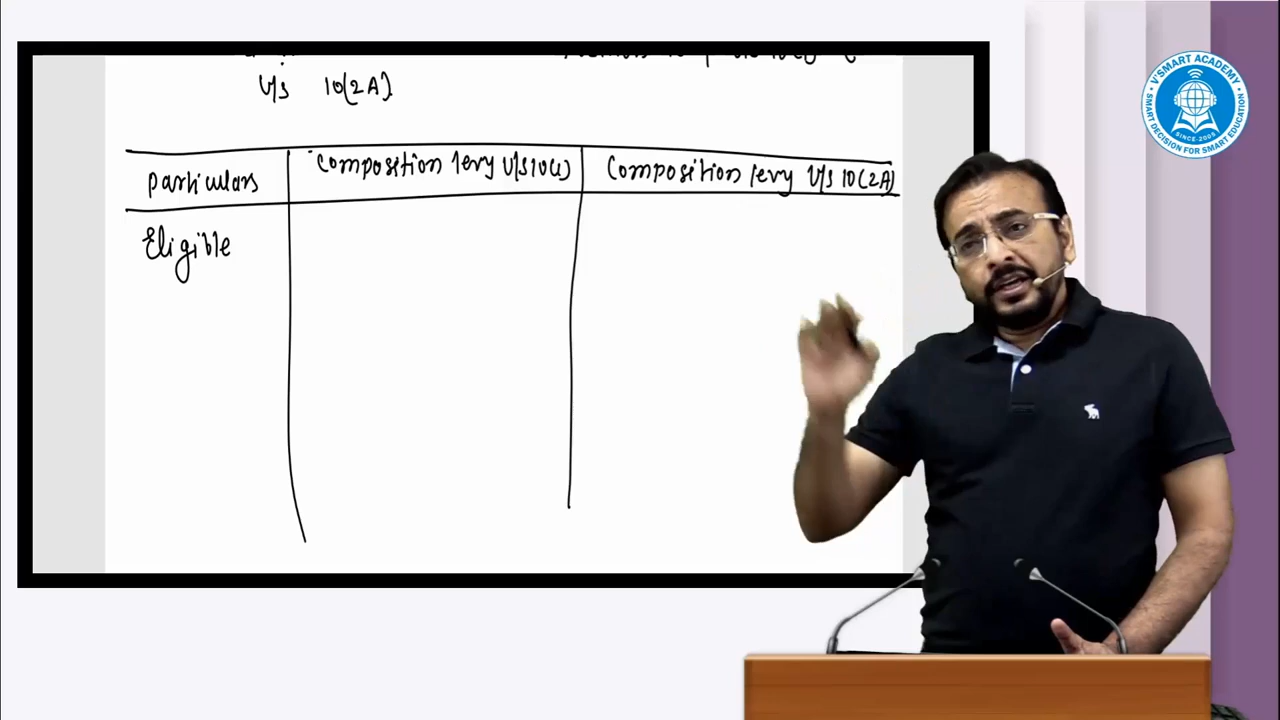 U/s 10(2A)
Particulars
Composition levy U/s 10(1)
Composition levy U/s 10(2A)
Eligible
V'SMART ACADEMY
SINCE-2005
SMART DECISION FOR SMART EDUCATION